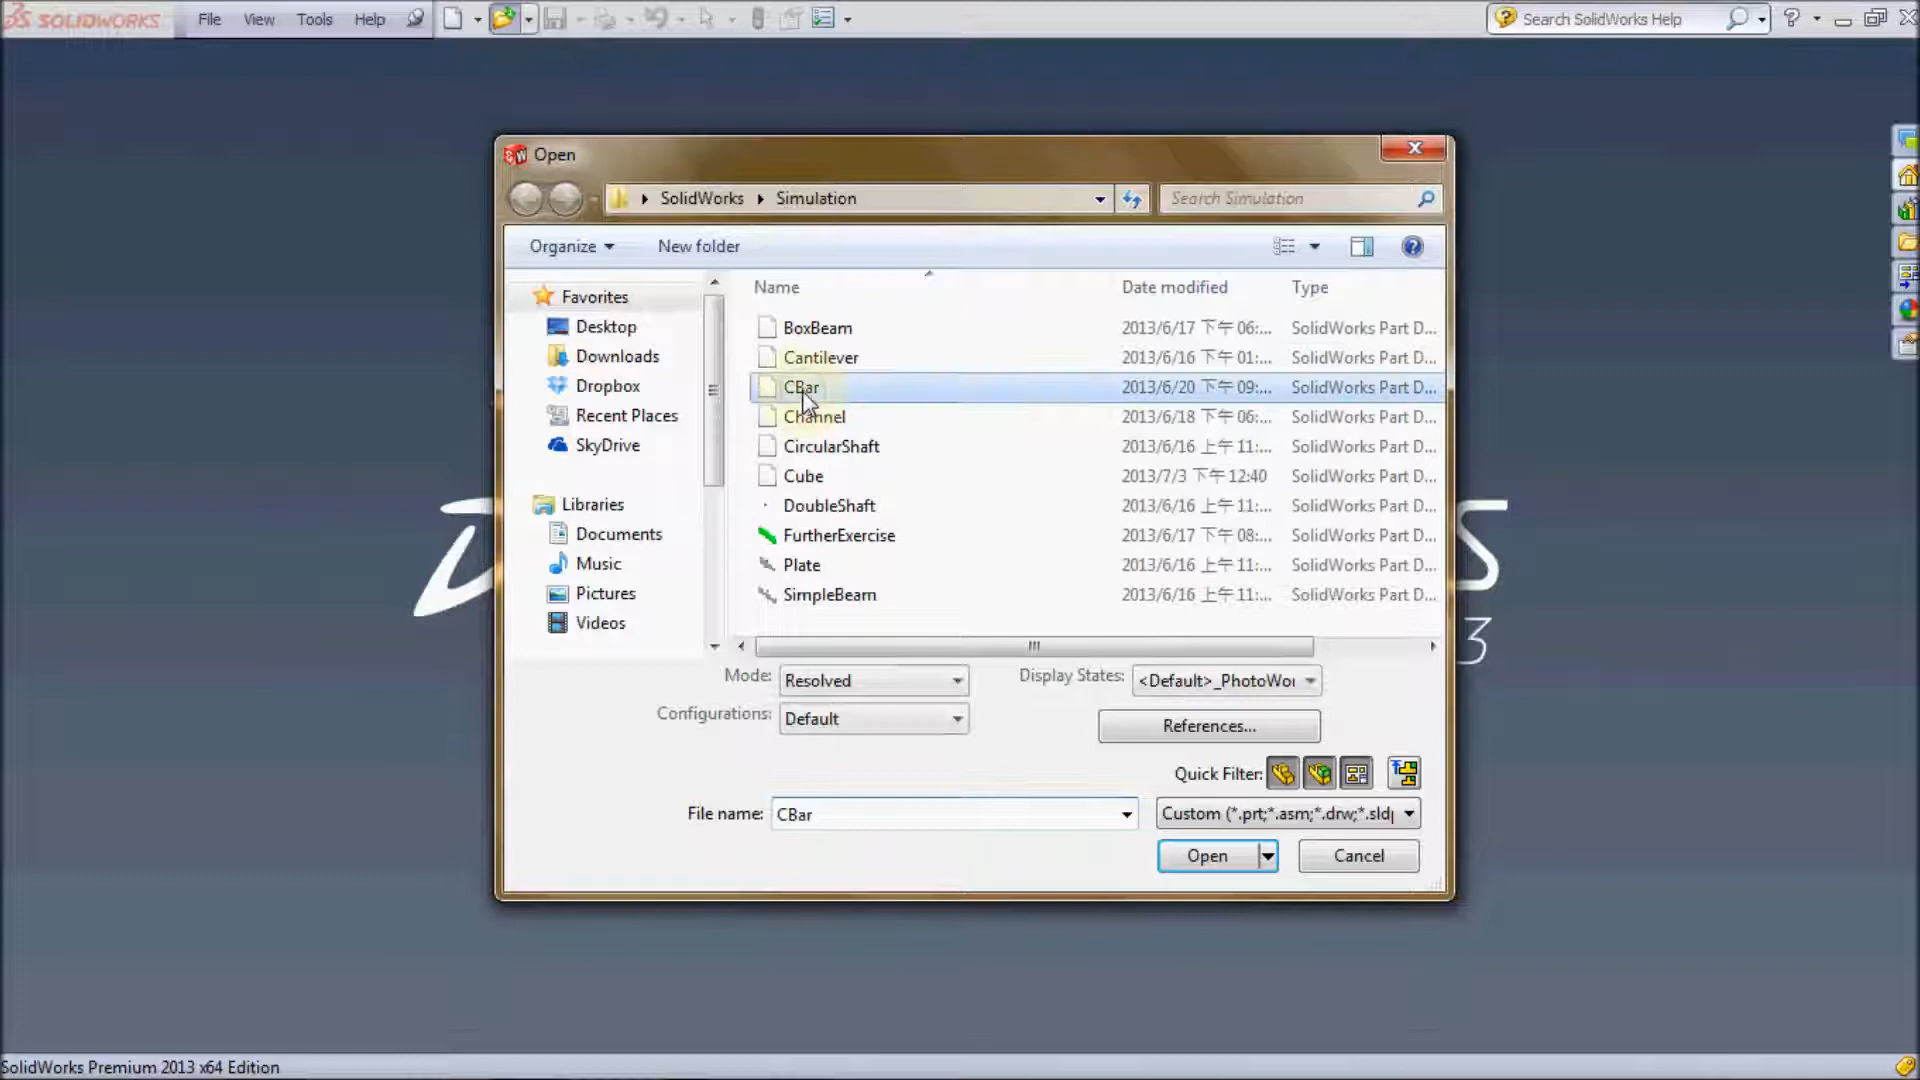 SOLIDWORKS File View Tools Help Search SolidWorks Help
Open
SolidWorks Simulation Search Simulation
Organize New folder
Name Date modified Type
Favorites
Desktop
Downloads
Dropbox
Recent Places
SkyDrive
Libraries
Documents
Music
Pictures
Videos
BoxBeam 2013/6/17 下午 06:... SolidWorks Part D...
Cantilever 2013/6/16 下午 01:... SolidWorks Part D...
CBar 2013/6/20 下午 09:... SolidWorks Part D...
Channel 2013/6/18 下午 06:... SolidWorks Part D...
CircularShaft 2013/6/16 上午 11:... SolidWorks Part D...
Cube 2013/7/3 下午 12:40 SolidWorks Part D...
DoubleShaft 2013/6/16 上午 11:... SolidWorks Part D...
FurtherExercise 2013/6/17 下午 08:... SolidWorks Part D...
Plate 2013/6/16 上午 11:... SolidWorks Part D...
SimpleBeam 2013/6/16 上午 11:... SolidWorks Part D...
Mode: Resolved Display States: <Default>_PhotoWor
Configurations: Default References...
Quick Filter:
File name: CBar Custom (*.prt;*.asm;*.drw;*.sldp
Open Cancel
S
3
SolidWorks Premium 2013 x64 Edition